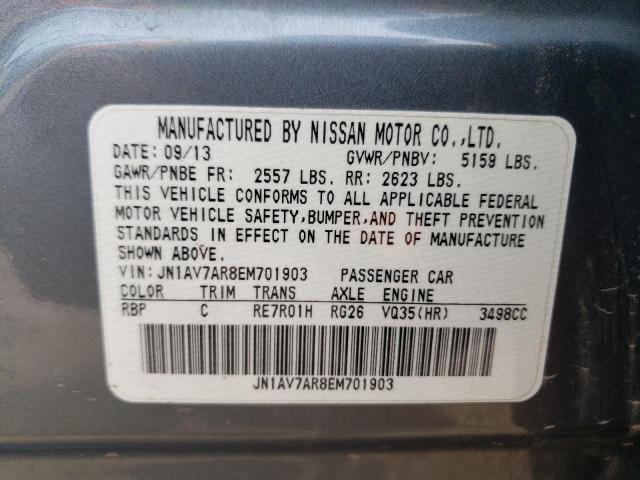 MANUFACTURED BY NISSAN MOTOR CO.,LTD.
DATE: 09/13 GVWR/PNBV: 5159 LBS.
GAWR/PNBE FR: 2557 LBS. RR: 2623 LBS.
THIS VEHICLE CONFORMS TO ALL APPLICABLE FEDERAL
MOTOR VEHICLE SAFETY,BUMPER,AND THEFT PREVENTION
STANDARDS IN EFFECT ON THE DATE OF MANUFACTURE
SHOWN ABOVE.
VIN: JN1AV7AR8EM701903 PASSENGER CAR
COLOR TRIM TRANS AXLE ENGINE
RBP C RE7R01H RG26 VQ35(HR) 3498CC
JN1AV7AR8EM701903